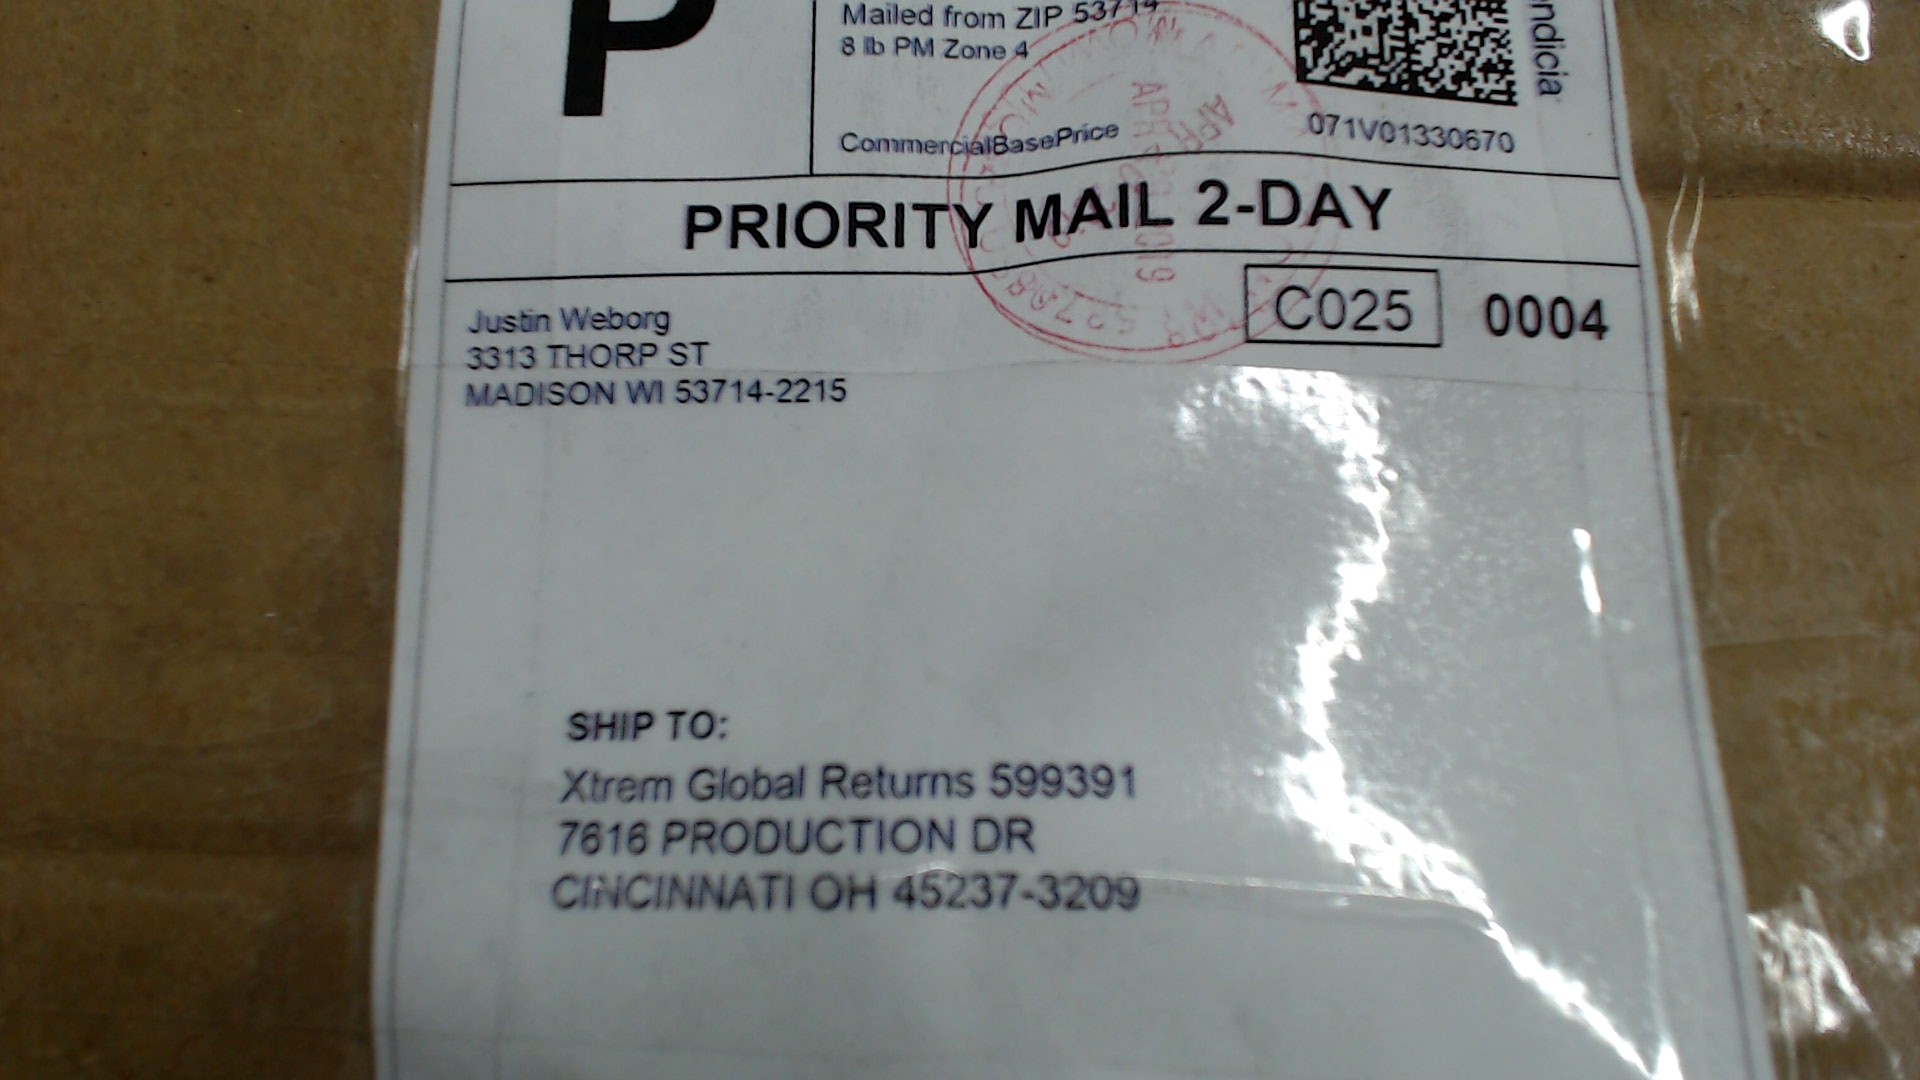 P
Mailed from ZIP 53714
8 lb PM Zone 4
CommercialBasePrice
endicia
071V01330670
PRIORITY MAIL 2-DAY
C025
0004
Justin Weborg
3313 THORP ST
MADISON WI 53714-2215
SHIP TO:
Xtrem Global Returns 599391
7616 PRODUCTION DR
CINCINNATI OH 45237-3209